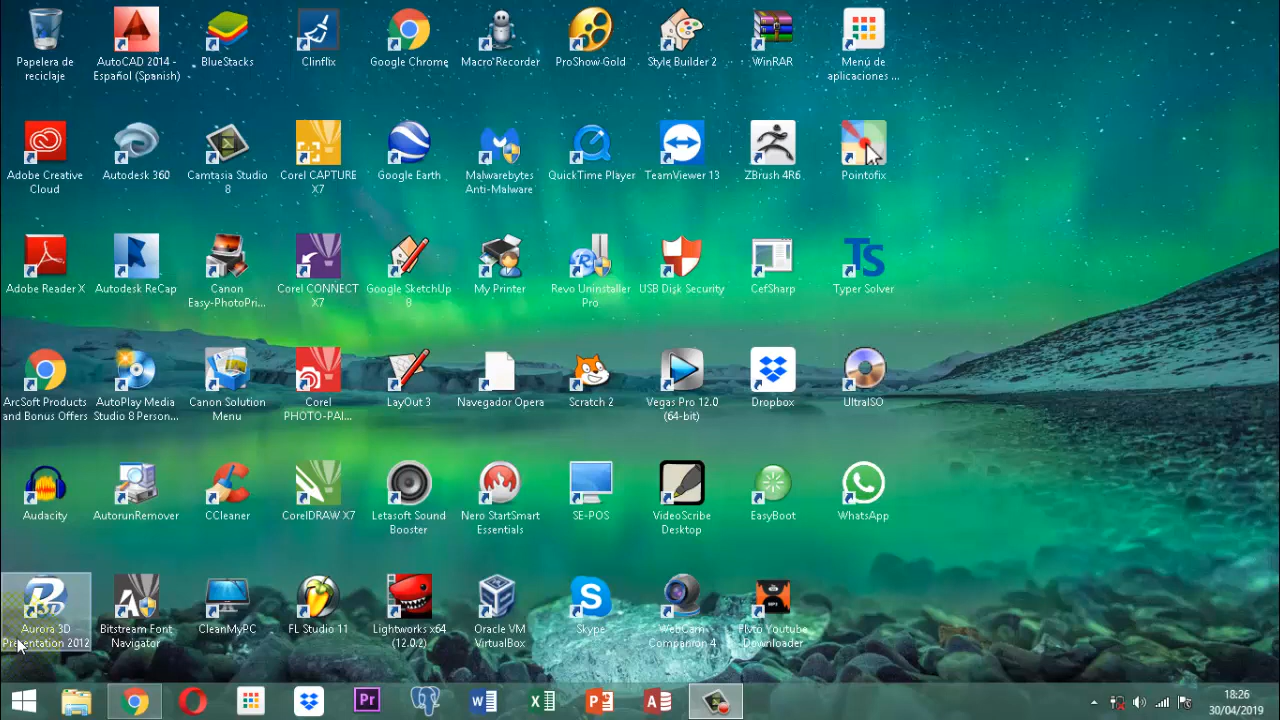 Papelera de
reciclaje
AutoCAD 2014 -
Español (Spanish)
BlueStacks
Clinflix
Google Chrome
Macro Recorder
ProShow Gold
Style Builder 2
WinRAR
Menú de
aplicaciones ...
Adobe Creative
Cloud
Autodesk 360
Camtasia Studio
8
Corel CAPTURE
X7
Google Earth
Malwarebytes
Anti-Malware
QuickTime Player
TeamViewer 13
ZBrush 4R6
Pointofix
Adobe Reader X
Autodesk ReCap
Canon
Easy-PhotoPri...
Corel CONNECT
X7
Google SketchUp
8
My Printer
Revo Uninstaller
Pro
USB Disk Security
CefSharp
TS
Typer Solver
ArcSoft Products
and Bonus Offers
AutoPlay Media
Studio 8 Person...
Canon Solution
Menu
Corel
PHOTO-PAI...
LayOut 3
Navegador Opera
Scratch 2
Vegas Pro 12.0
(64-bit)
Dropbox
UltraISO
Audacity
AutorunRemover
CCleaner
CorelDRAW X7
Letasoft Sound
Booster
Nero StartSmart
Essentials
SE-POS
VideoScribe
Desktop
EasyBoot
WhatsApp
Aurora 3D
Presentation 2012
Bitstream Font
Navigator
CleanMyPC
FL Studio 11
Lightworks x64
(12.0.2)
Oracle VM
VirtualBox
Skype
WebCam
Companion 4
Flvto Youtube
Downloader
Pr
18:26
30/04/2019